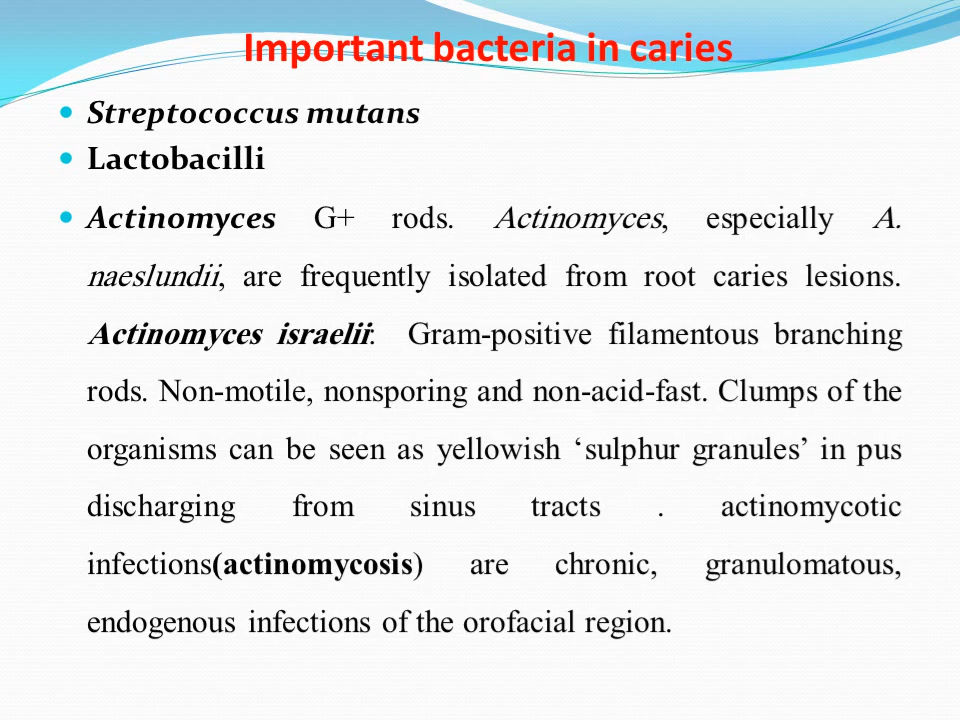 Important bacteria in caries
• Streptococcus mutans
• Lactobacilli
• Actinomyces G+ rods. Actinomyces, especially A.
naeslundii, are frequently isolated from root caries lesions.
Actinomyces israelii: Gram-positive filamentous branching
rods. Non-motile, nonsporing and non-acid-fast. Clumps of the
organisms can be seen as yellowish ‘sulphur granules’ in pus
discharging from sinus tracts . actinomycotic
infections(actinomycosis) are chronic, granulomatous,
endogenous infections of the orofacial region.